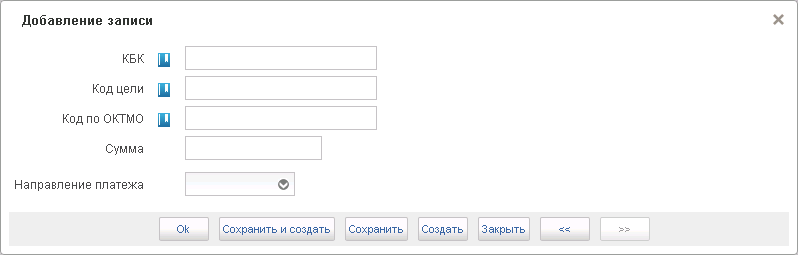 Добавление записи
КБК
Код цели
Код по ОКТМО
Сумма
Направление платежа
Ok Сохранить и создать Сохранить Создать Закрыть << >>